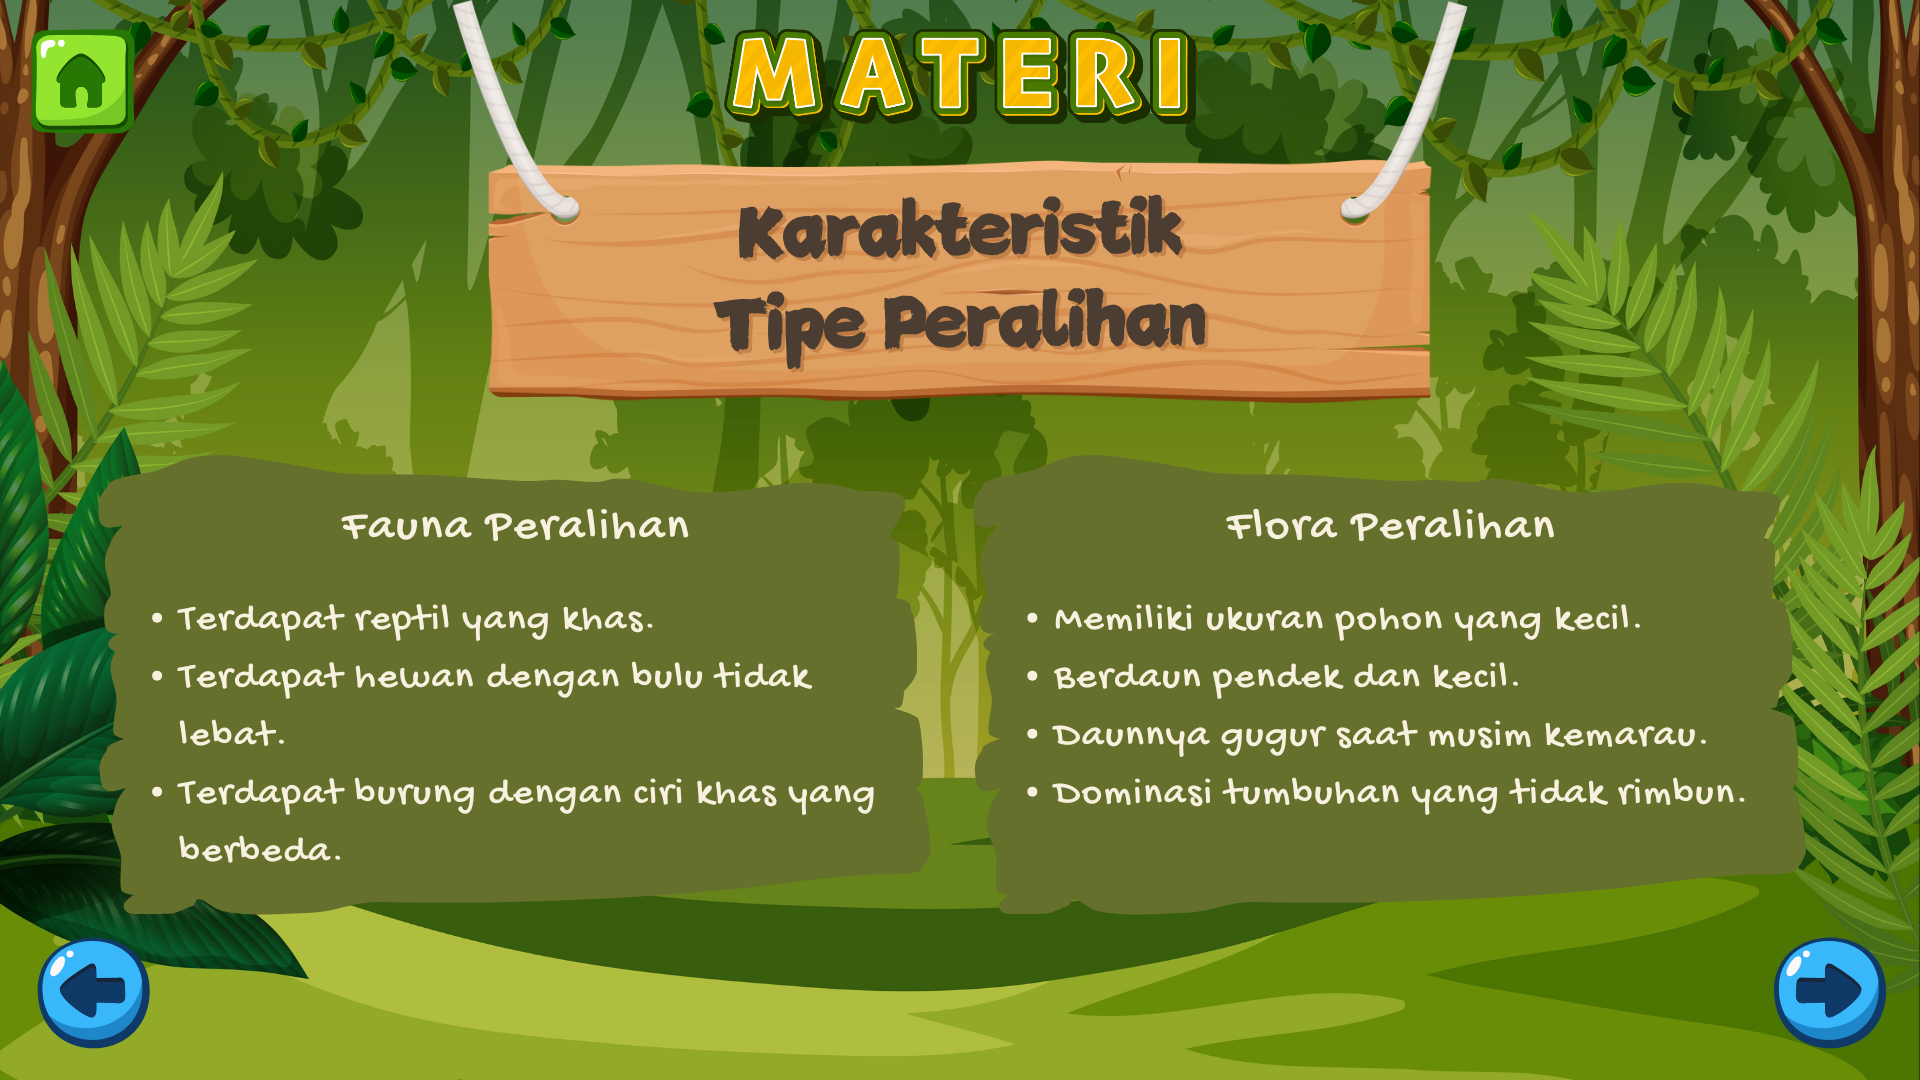 MATERI
Karakteristik
Tipe Peralihan
Fauna Peralihan
• Terdapat reptil yang khas.
• Terdapat hewan dengan bulu tidak
lebat.
• Terdapat burung dengan ciri khas yang
berbeda.
Flora Peralihan
• Memiliki ukuran pohon yang kecil.
• Berdaun pendek dan kecil.
• Daunnya gugur saat musim kemarau.
• Dominasi tumbuhan yang tidak rimbun.